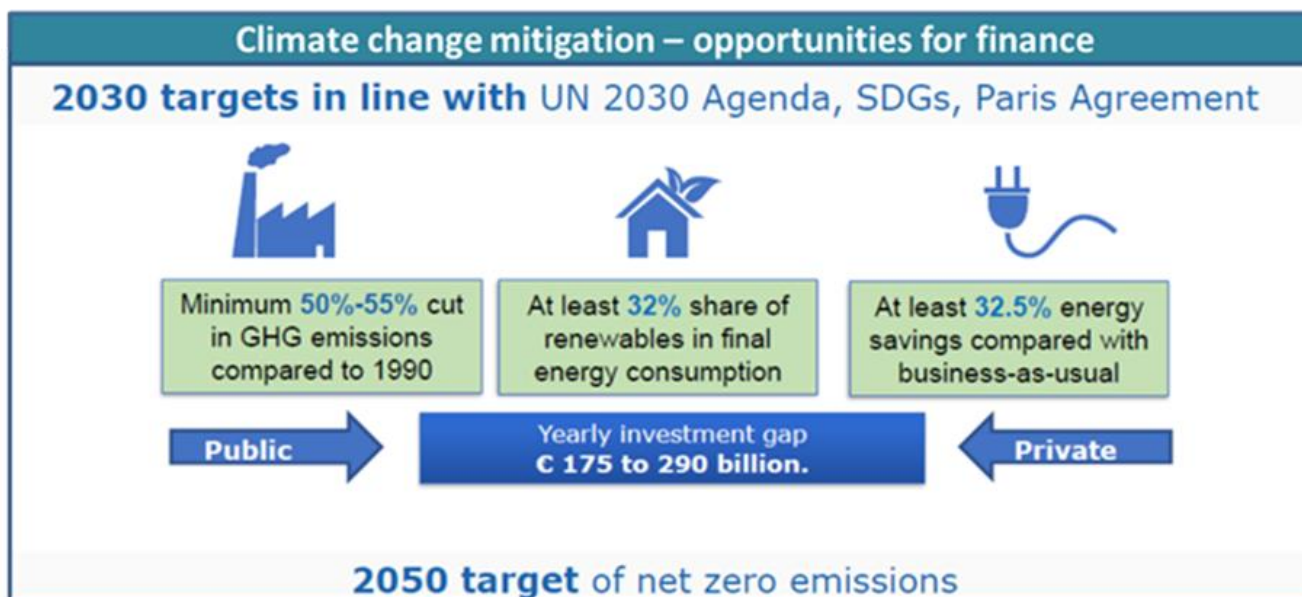 Climate change mitigation – opportunities for finance
2030 targets in line with UN 2030 Agenda, SDGs, Paris Agreement
Minimum 50%-55% cut
in GHG emissions
compared to 1990
At least 32% share of
renewables in final
energy consumption
At least 32.5% energy
savings compared with
business-as-usual
Public
Yearly investment gap
€ 175 to 290 billion.
Private
2050 target of net zero emissions